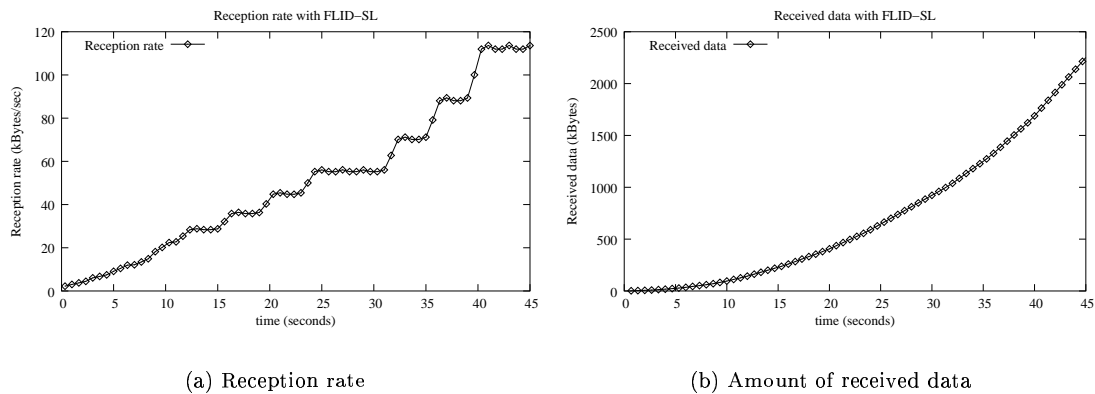 Reception rate with FLID-SL
120
100
80
60
40
20
0
Reception rate (kBytes/sec)
Reception rate
0 5 10 15 20 25 30 35 40 45
time (seconds)
(a) Reception rate
Received data with FLID-SL
2500
2000
1500
1000
500
0
Received data (kBytes)
Received data
0 5 10 15 20 25 30 35 40 45
time (seconds)
(b) Amount of received data